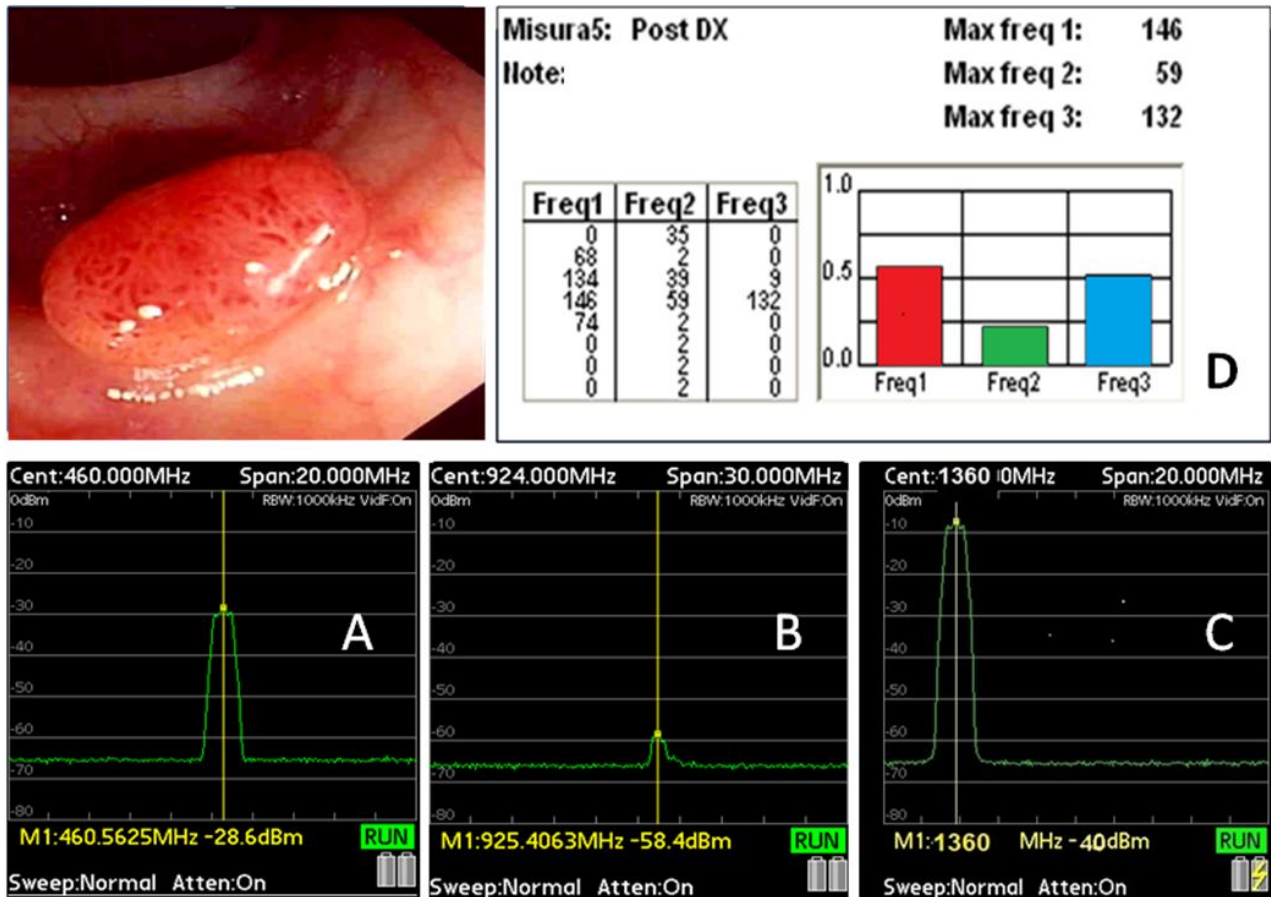 Misura5: Post DX
Note:
Max freq 1: 146
Max freq 2: 59
Max freq 3: 132
Freq1 Freq2 Freq3
0 35 0
68 2 0
134 39 9
146 59 132
74 2 0
0 2 0
0 2 0
0 2 0
1.0
0.5
0.0
Freq1 Freq2 Freq3
D
Cent:460.000MHz Span:20.000MHz
0dBm RBW:1000kHz VidF:On
-10
-20
-30
-40
-50
-60
-70
-80
A
M1:460.5625MHz -28.6dBm RUN
Sweep:Normal Atten:On
Cent:924.000MHz Span:30.000MHz
0dBm RBW:1000kHz VidF:On
-10
-20
-30
-40
-50
-60
-70
-80
B
M1:925.4063MHz -58.4dBm RUN
Sweep:Normal Atten:On
Cent:1360 0MHz Span:20.000MHz
0dBm RBW:1000kHz VidF:On
-10
-20
-30
-40
-50
-60
-70
-80
C
M1:1360 MHz -40dBm RUN
Sweep:Normal Atten:On